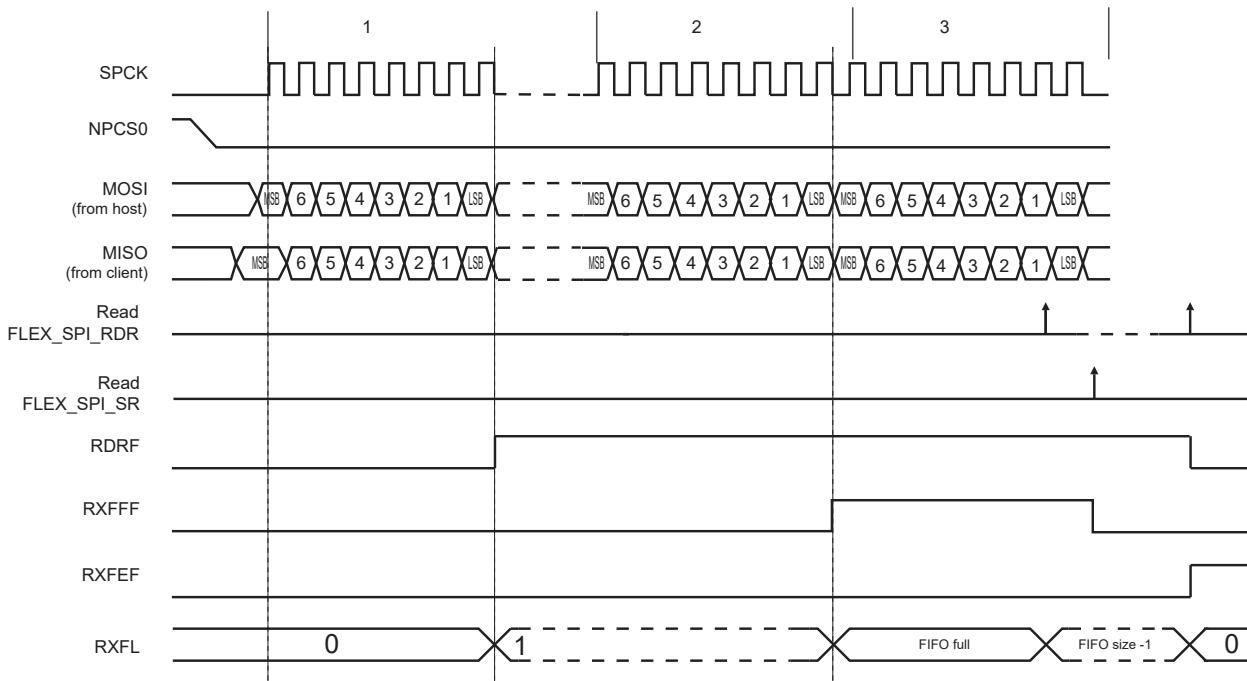 1 2 3
SPCK
NPCS0
MOSI MSB 6 5 4 3 2 1 LSB MSB 6 5 4 3 2 1 LSB MSB 6 5 4 3 2 1 LSB
(from host)
MISO MSB 6 5 4 3 2 1 LSB MSB 6 5 4 3 2 1 LSB MSB 6 5 4 3 2 1 LSB
(from client)
Read
FLEX_SPI_RDR
Read
FLEX_SPI_SR
RDRF
RXFFF
RXFEF
RXFL 0 1 FIFO full FIFO size -1 0